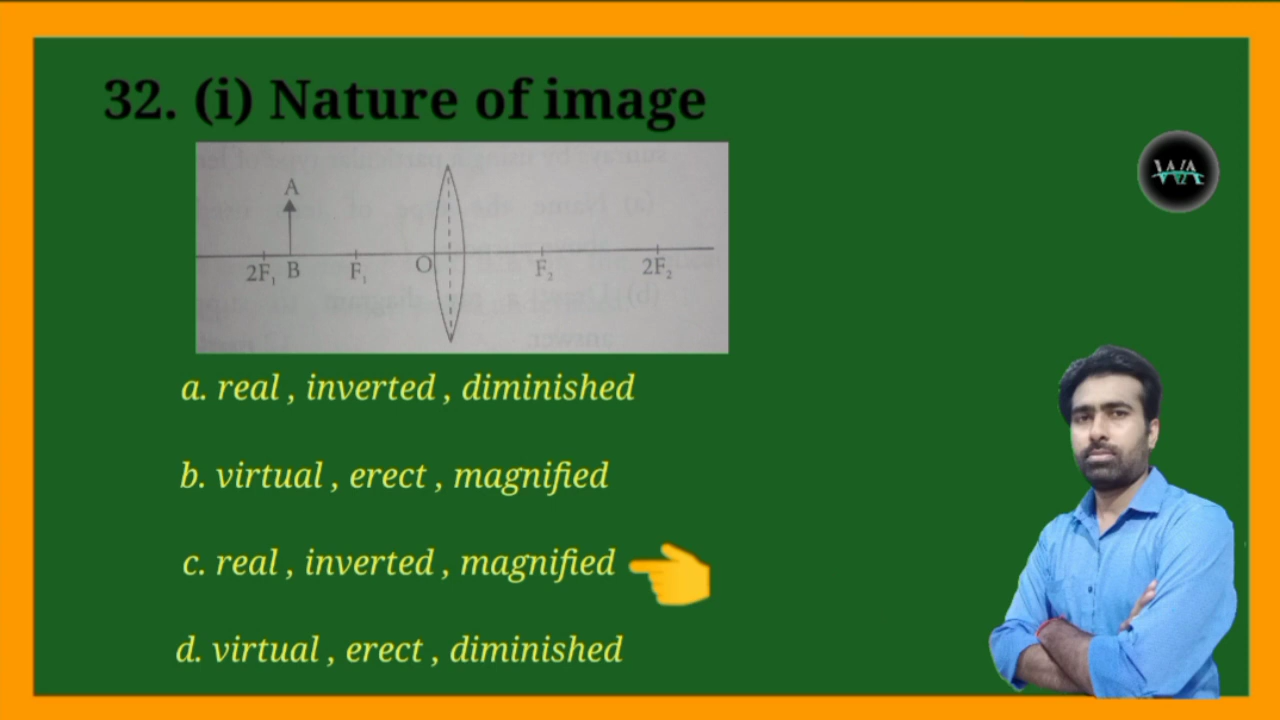 32. (i) Nature of image
A
2F₁ B F₁ O F₂ 2F₂
a. real , inverted , diminished
b. virtual , erect , magnified
c. real , inverted , magnified
d. virtual , erect , diminished